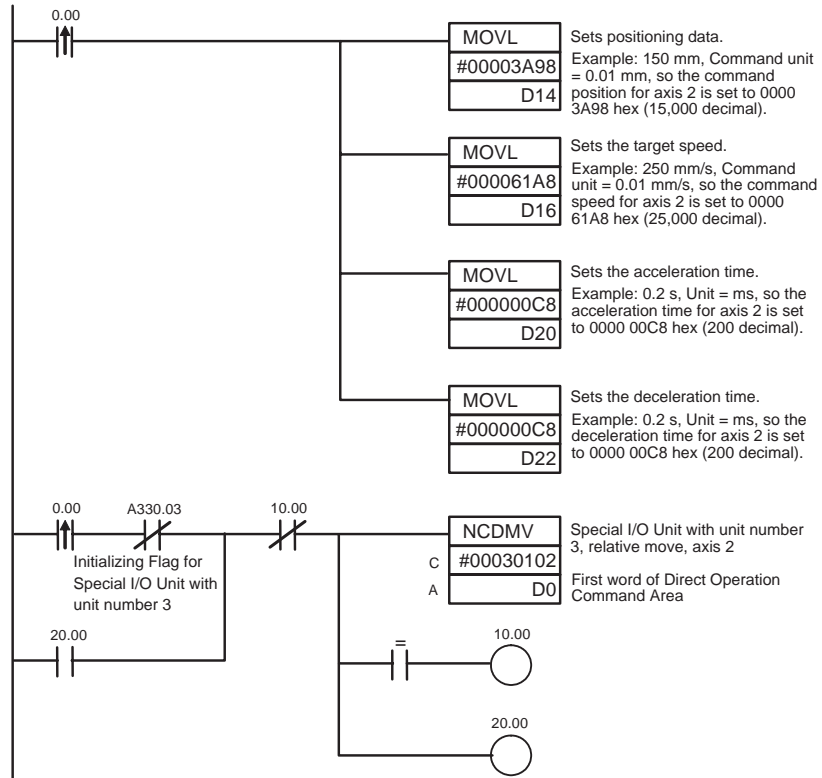 0.00
MOVL
#00003A98
D14
Sets positioning data.
Example: 150 mm, Command unit
= 0.01 mm, so the command
position for axis 2 is set to 0000
3A98 hex (15,000 decimal).
MOVL
#000061A8
D16
Sets the target speed.
Example: 250 mm/s, Command
unit = 0.01 mm/s, so the command
speed for axis 2 is set to 0000
61A8 hex (25,000 decimal).
MOVL
#000000C8
D20
Sets the acceleration time.
Example: 0.2 s, Unit = ms, so the
acceleration time for axis 2 is set
to 0000 00C8 hex (200 decimal).
MOVL
#000000C8
D22
Sets the deceleration time.
Example: 0.2 s, Unit = ms, so the
deceleration time for axis 2 is set
to 0000 00C8 hex (200 decimal).
0.00
A330.03
10.00
Initializing Flag for
Special I/O Unit with
unit number 3
NCDMV
C #00030102
A D0
Special I/O Unit with unit number
3, relative move, axis 2
First word of Direct Operation
Command Area
20.00
=
10.00
20.00